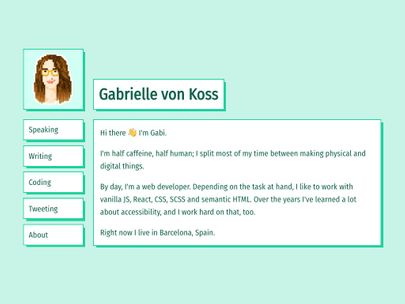 Gabrielle von Koss
Speaking
Writing
Coding
Tweeting
About
Hi there 👋 I'm Gabi.
I'm half caffeine, half human; I split most of my time between making physical and
digital things.
By day, I'm a web developer. Depending on the task at hand, I like to work with
vanilla JS, React, CSS, SCSS and semantic HTML. Over the years I've learned a lot
about accessibility, and I work hard on that, too.
Right now I live in Barcelona, Spain.